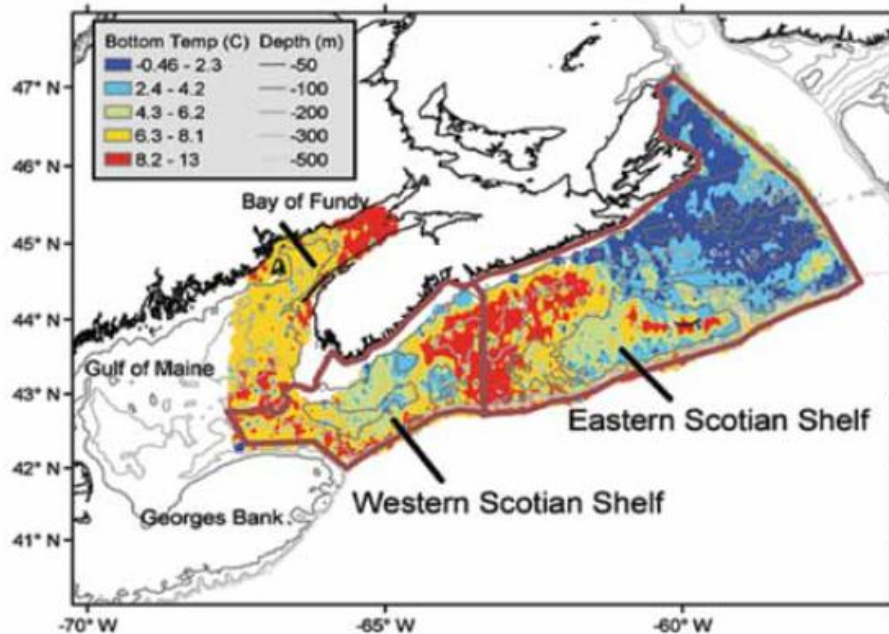 Bottom Temp (C) Depth (m)
-0.46 - 2.3 -50
2.4 - 4.2 -100
4.3 - 6.2 -200
6.3 - 8.1 -300
8.2 - 13 -500
47° N
46° N
45° N
44° N
43° N
42° N
41° N
Bay of Fundy
Gulf of Maine
Eastern Scotian Shelf
Western Scotian Shelf
Georges Bank
-70° W -65° W -60° W